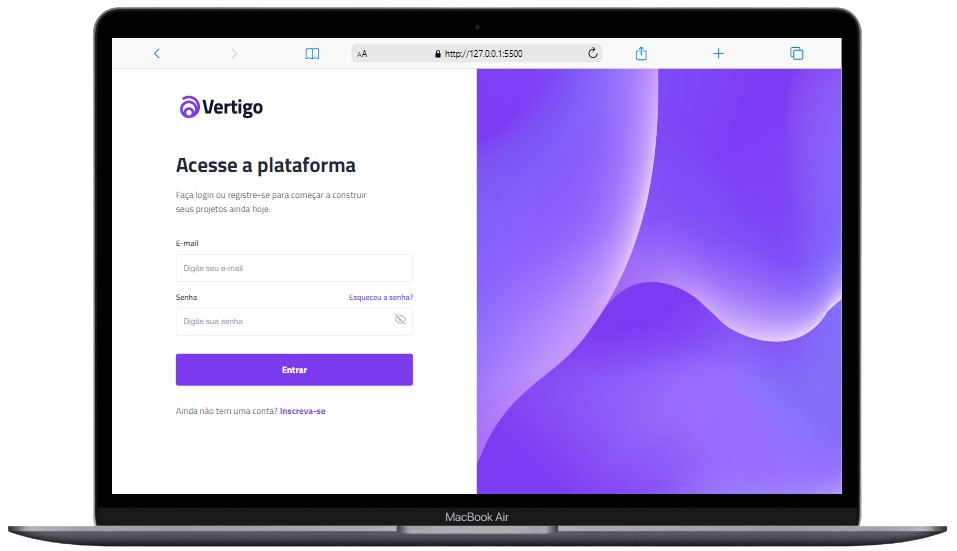 AA
http://127.0.0.1:5500
Vertigo
Acesse a plataforma
Faça login ou registre-se para começar a construir
seus projetos ainda hoje.
E-mail
Digite seu e-mail
Senha
Esqueceu a senha?
Digite sua senha
Entrar
Ainda não tem uma conta? Inscreva-se
MacBook Air